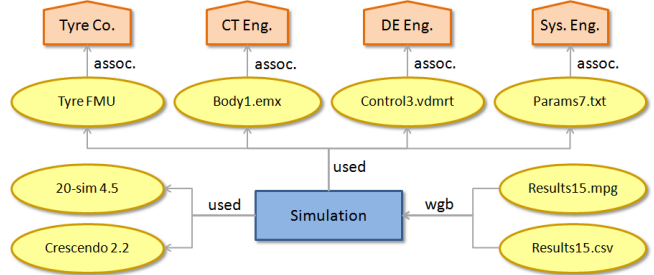 Tyre Co.
CT Eng.
DE Eng.
Sys. Eng.
assoc.
assoc.
assoc.
assoc.
Tyre FMU
Body1.emx
Control3.vdmrt
Params7.txt
used
20-sim 4.5
used
Simulation
wgb
Results15.mpg
Crescendo 2.2
Results15.csv